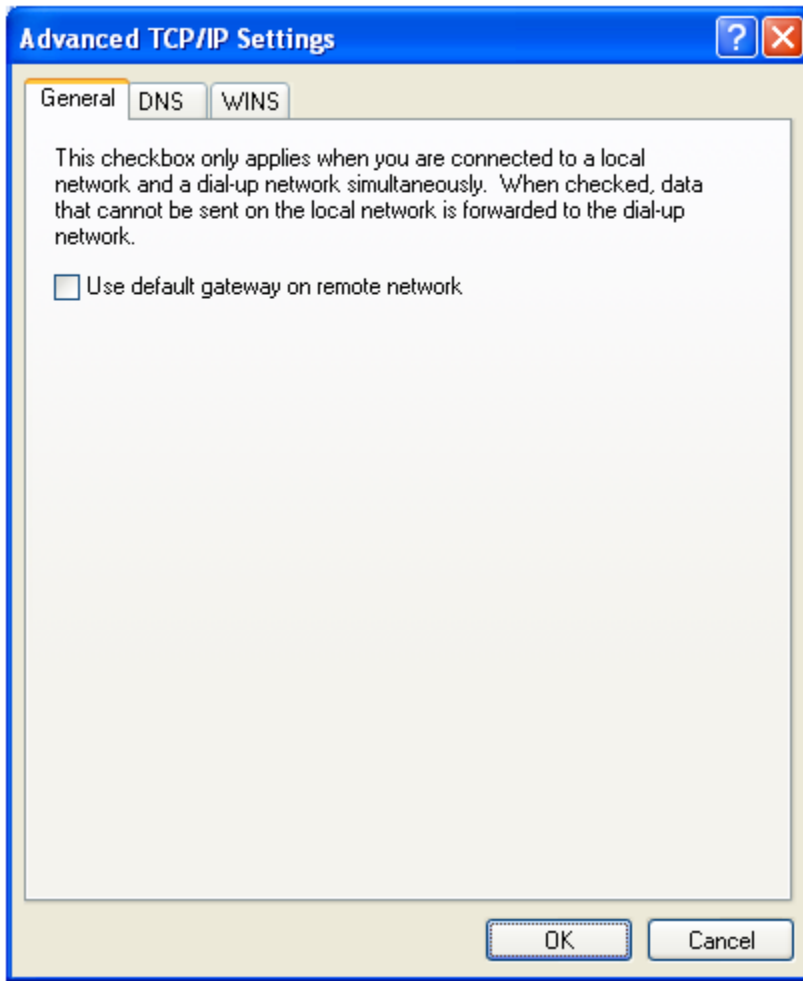 Advanced TCP/IP Settings
General DNS WINS
This checkbox only applies when you are connected to a local
network and a dial-up network simultaneously. When checked, data
that cannot be sent on the local network is forwarded to the dial-up
network.
Use default gateway on remote network
OK Cancel